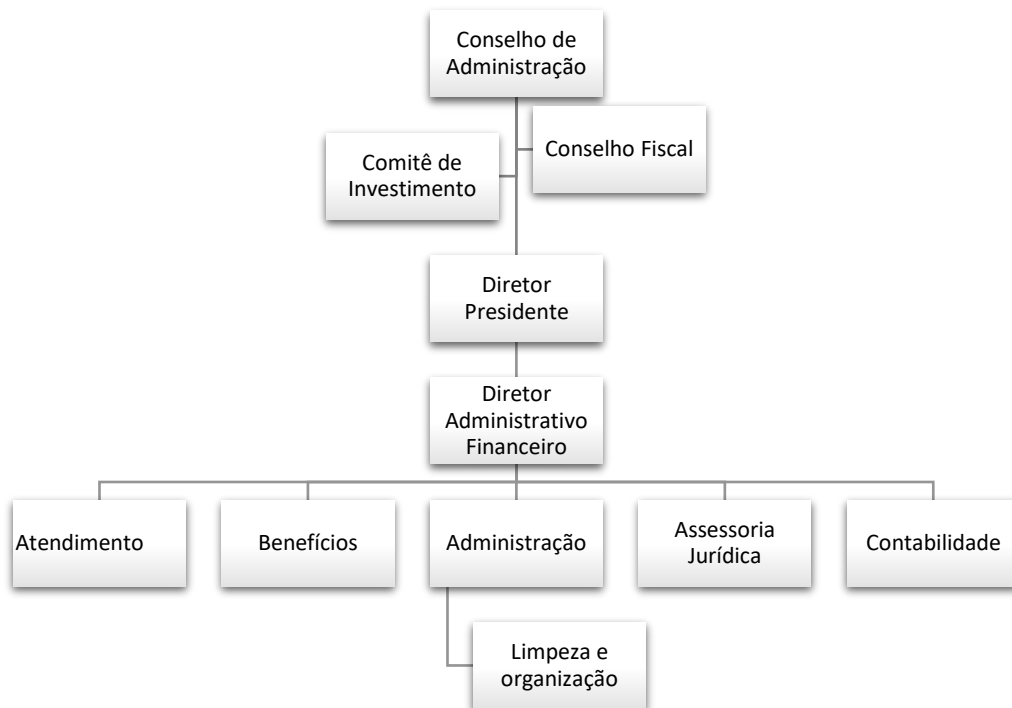 Conselho de
Administração
Conselho Fiscal
Comitê de
Investimento
Diretor
Presidente
Diretor
Administrativo
Financeiro
Atendimento
Benefícios
Administração
Assessoria
Jurídica
Contabilidade
Limpeza e
organização